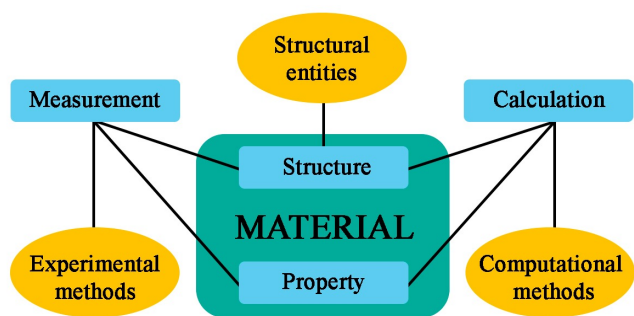 Structural
entities
Measurement
Calculation
Structure
MATERIAL
Experimental
methods
Property
Computational
methods